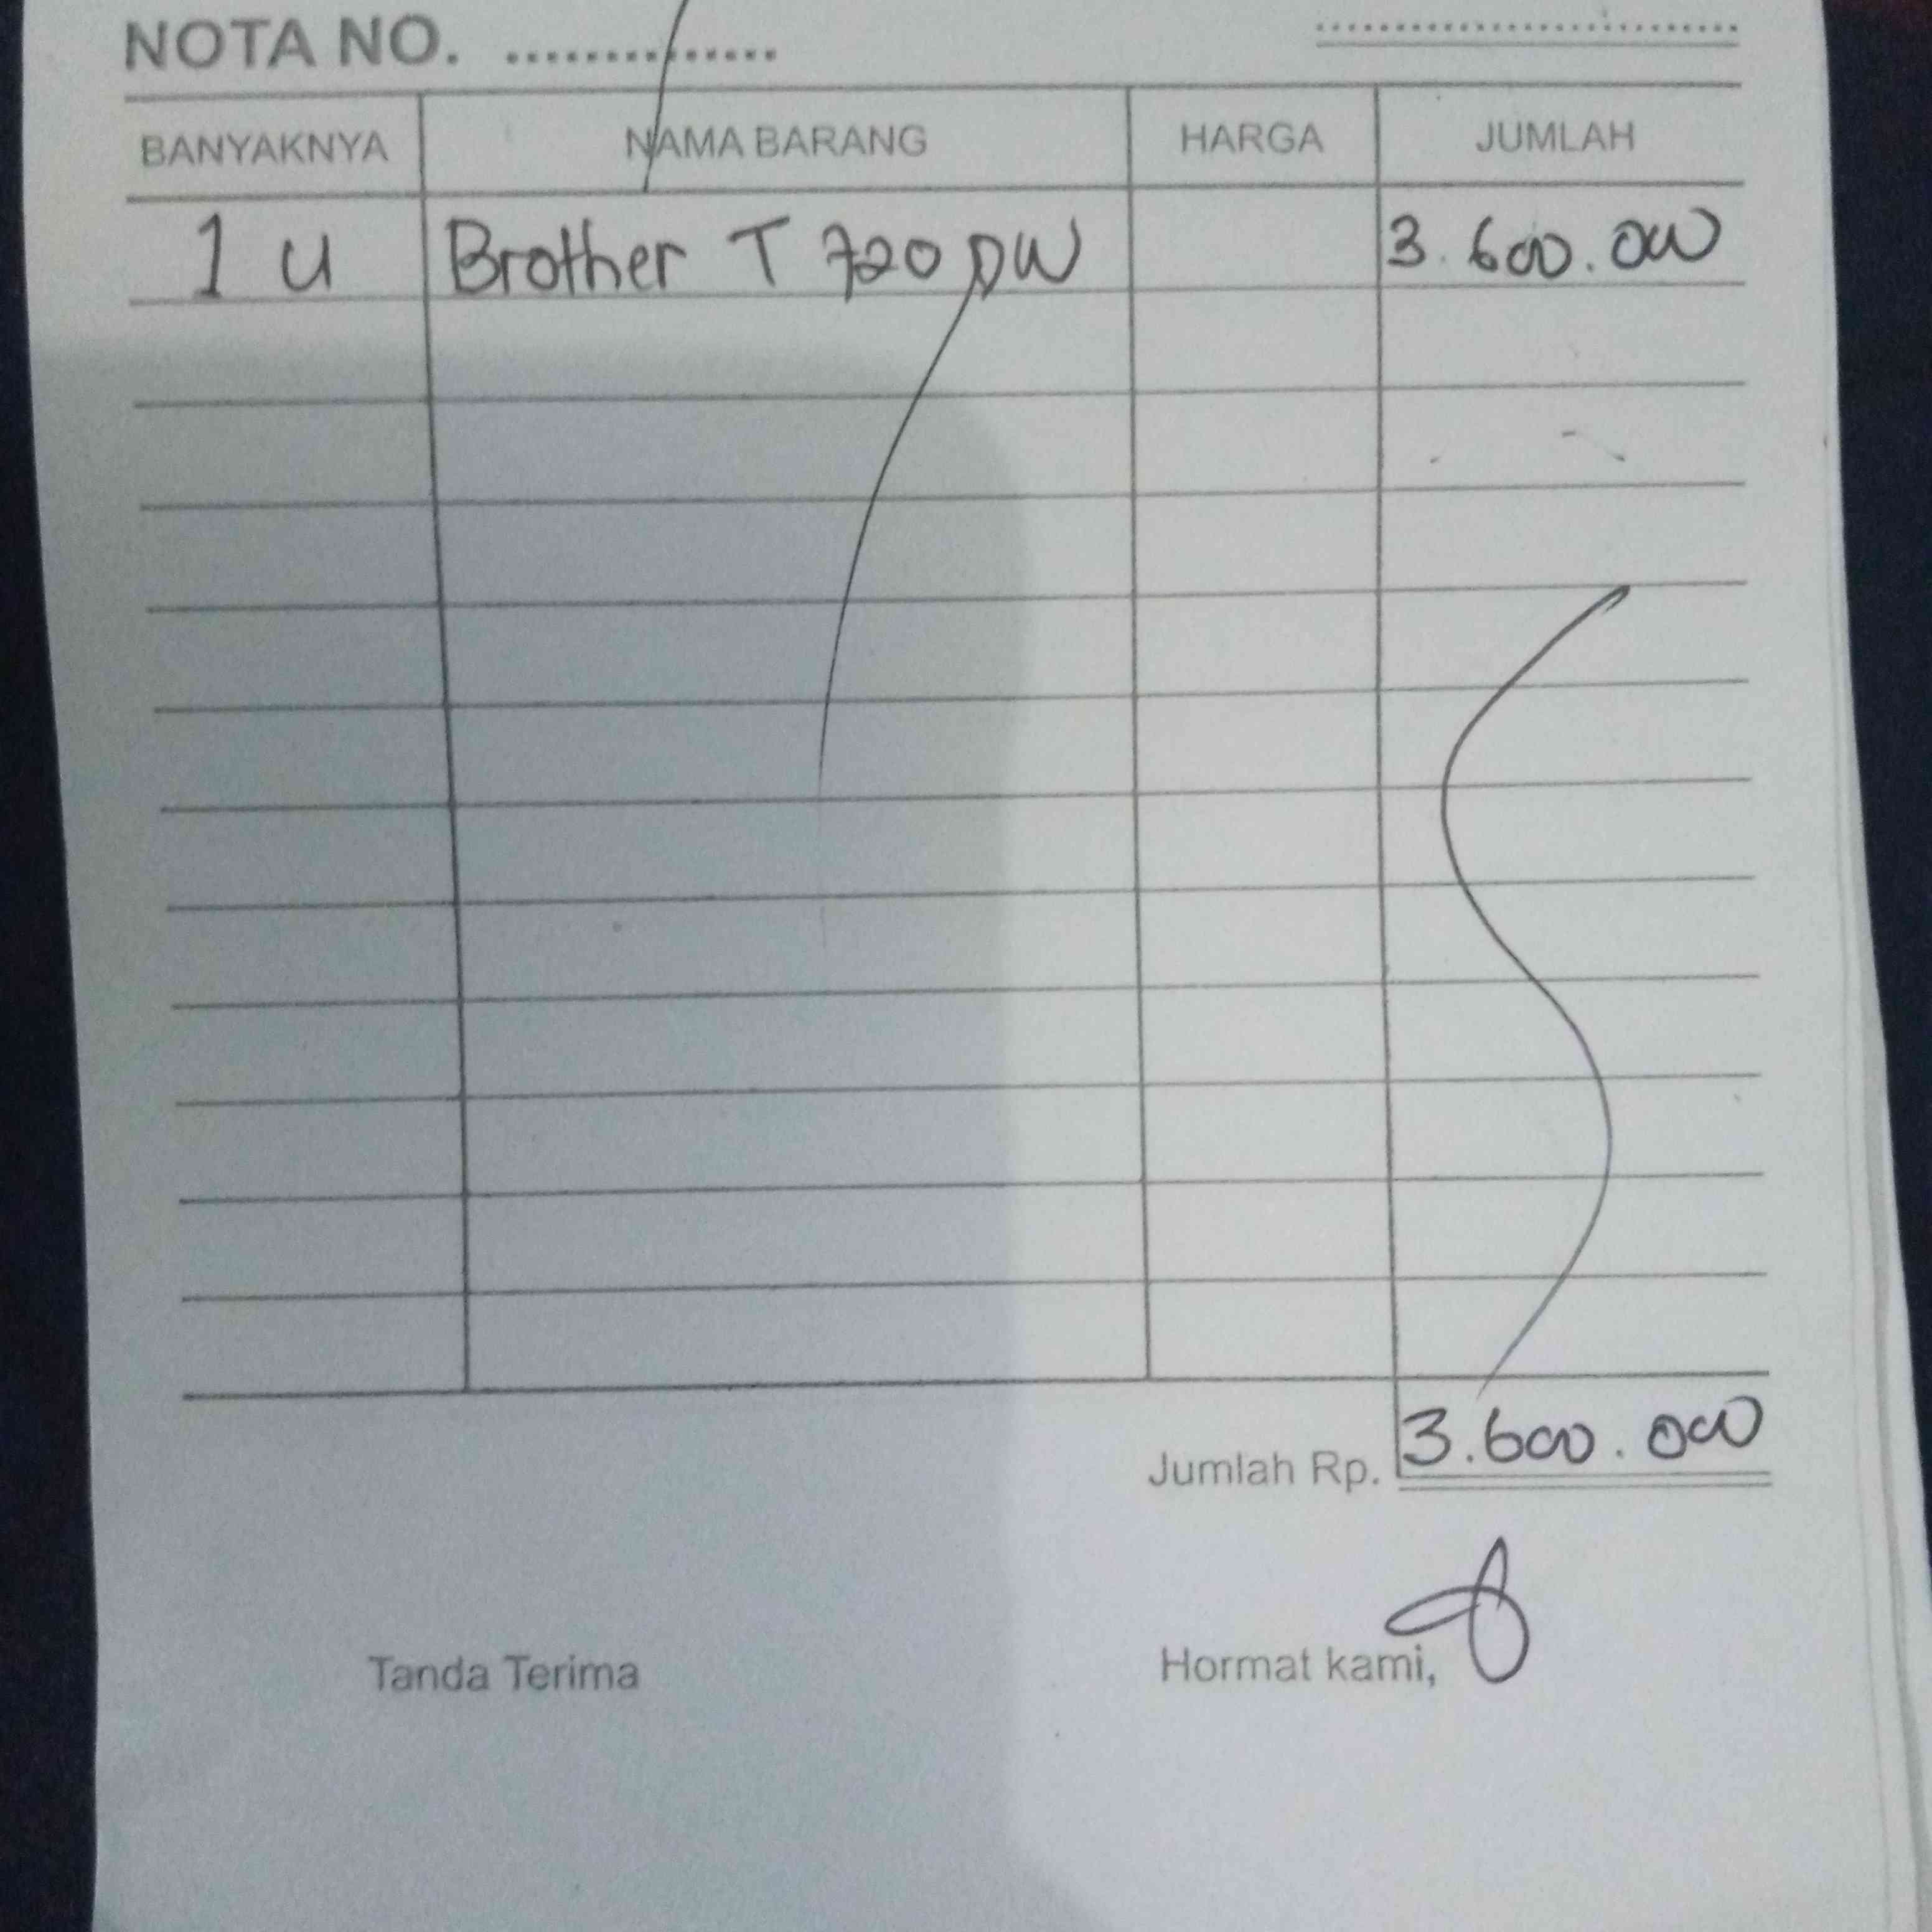 NOTA NO. ..............
BANYAKNYA NAMA BARANG HARGA JUMLAH
1 u Brother T 720 DW 3.600.000
Jumlah Rp. 3.600.000
Tanda Terima Hormat kami,